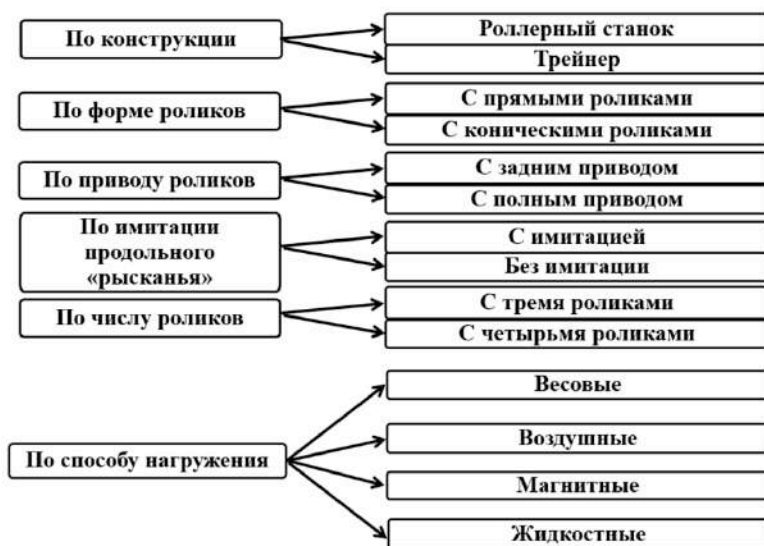 По конструкции
Роллерный станок
Трейнер
По форме роликов
С прямыми роликами
С коническими роликами
По приводу роликов
С задним приводом
С полным приводом
По имитации
продольного
«рысканья»
С имитацией
Без имитации
По числу роликов
С тремя роликами
С четырьмя роликами
По способу нагружения
Весовые
Воздушные
Магнитные
Жидкостные